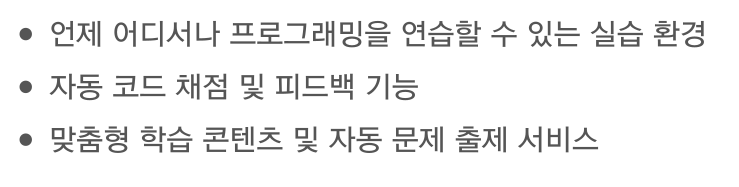 • 언제 어디서나 프로그래밍을 연습할 수 있는 실습 환경
• 자동 코드 채점 및 피드백 기능
• 맞춤형 학습 콘텐츠 및 자동 문제 출제 서비스